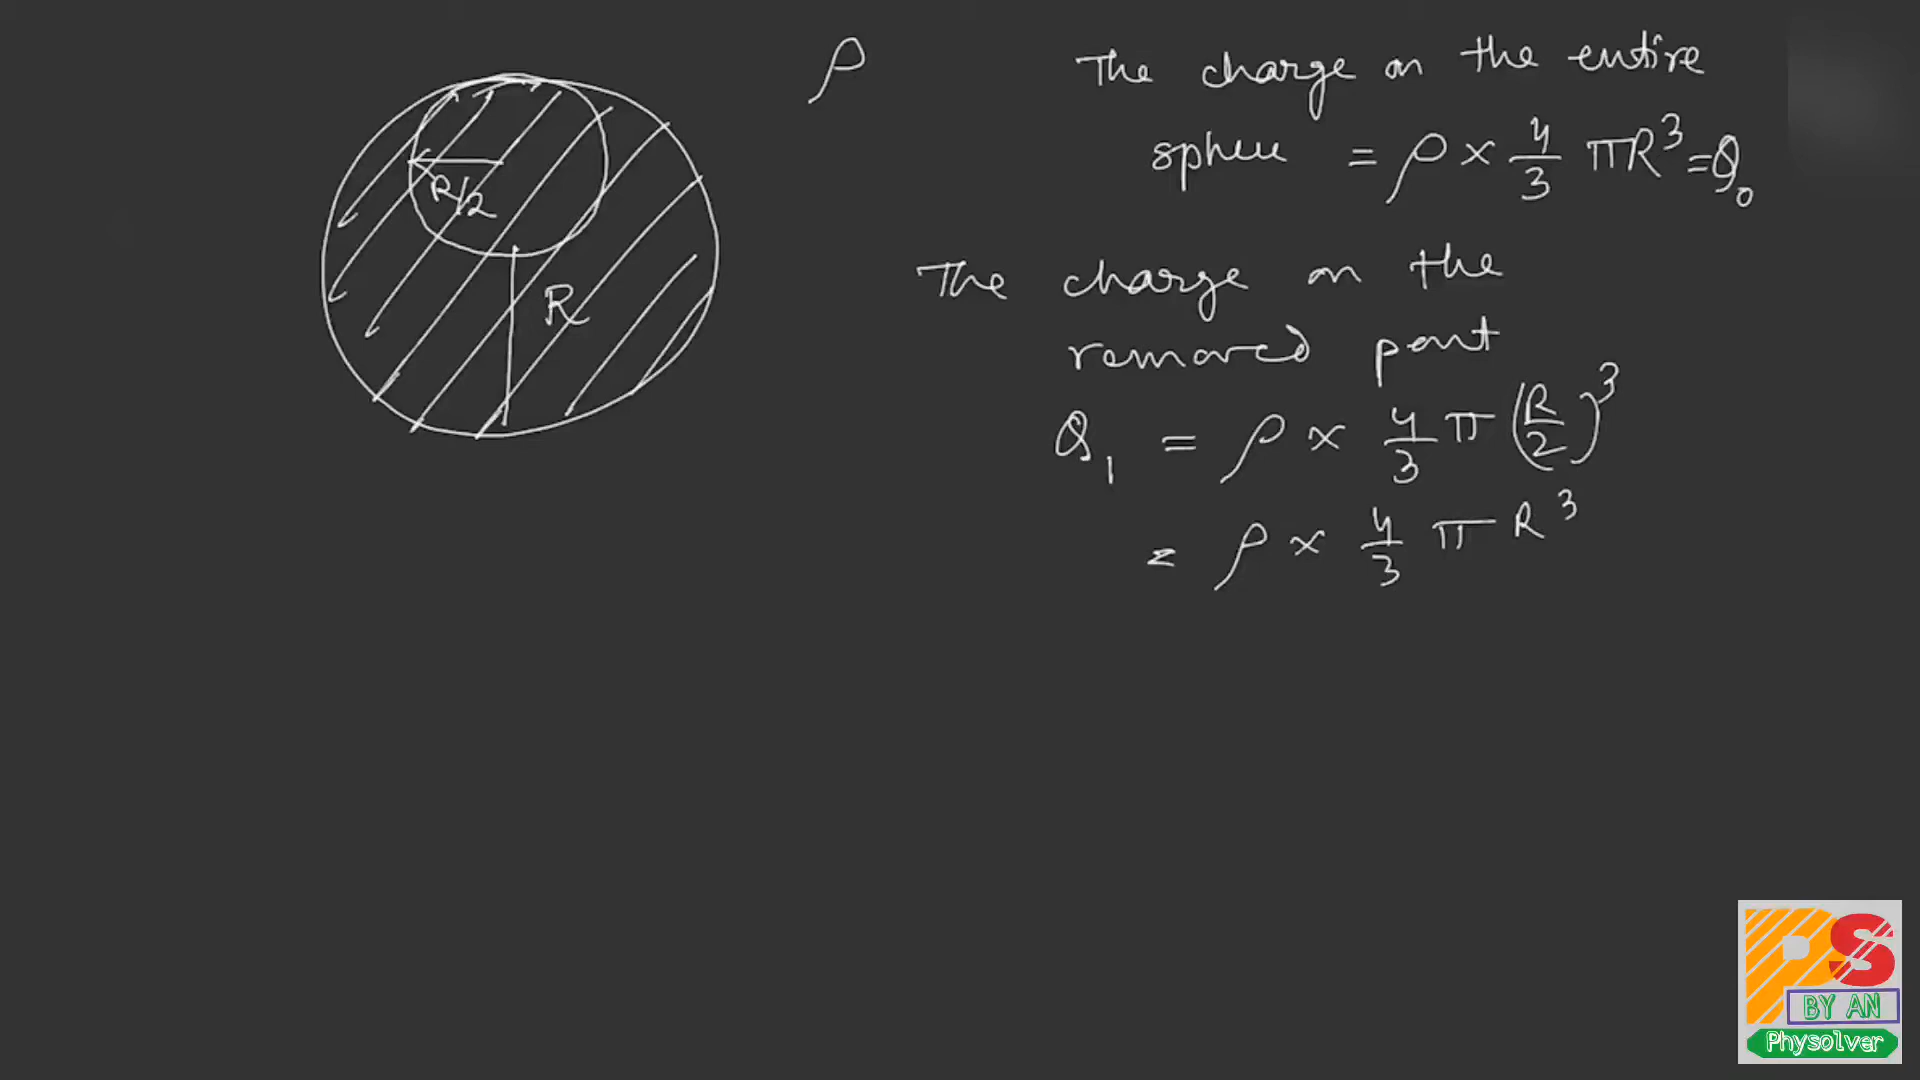 ρ
R/2
R
The charge on the entire
sphere = ρ × 4/3 πR³ = Q₀
The charge on the
removed part
Q₁ = ρ × 4/3 π (R/2)³
= ρ × 4/3 π R³
PS
BY AN
Physolver